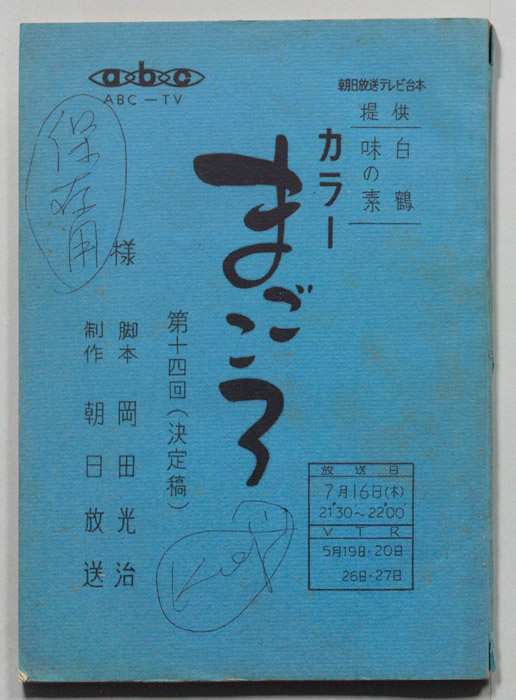 abc
ABC－TV
朝日放送テレビ台本
提供
白鶴
味の素
カラー
まごころ
第十四回(決定稿)
保存用
様
脚本 岡田光治
制作 朝日放送
放送日
7月16日(木)
21°30′～22°00′
VTR
5月19日・20日
26日・27日